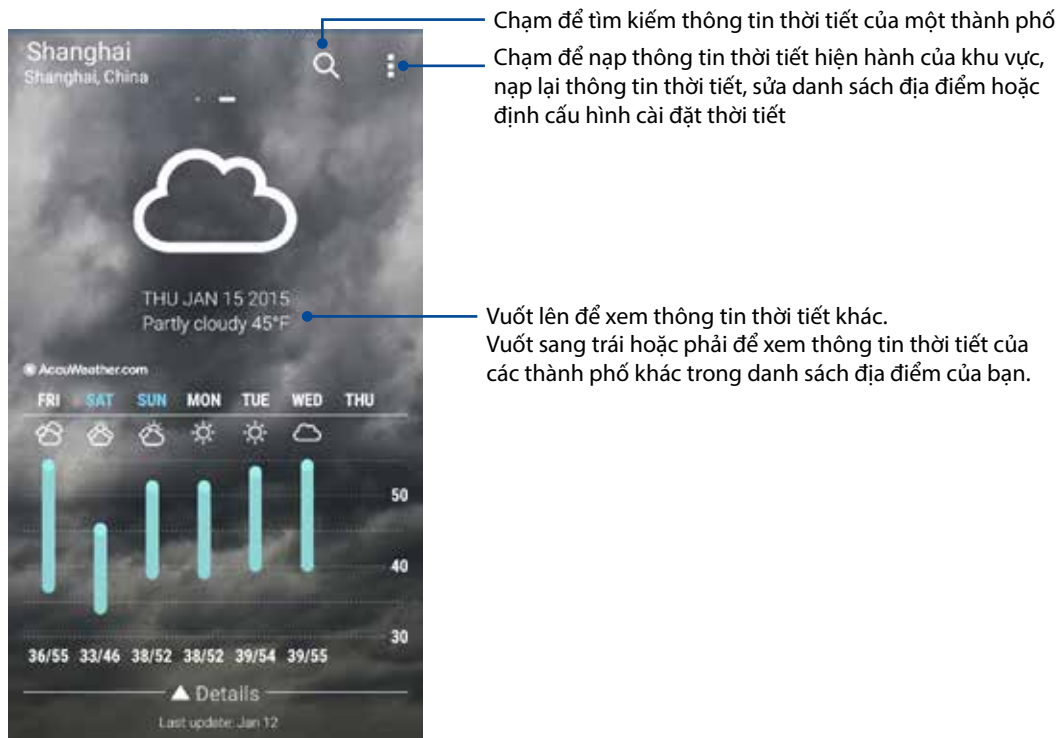 Chạm để tìm kiếm thông tin thời tiết của một thành phố
Chạm để nạp thông tin thời tiết hiện hành của khu vực,
nạp lại thông tin thời tiết, sửa danh sách địa điểm hoặc
định cấu hình cài đặt thời tiết
Shanghai
Shanghai, China
THU JAN 15 2015
Partly cloudy 45°F
Vuốt lên để xem thông tin thời tiết khác.
Vuốt sang trái hoặc phải để xem thông tin thời tiết của
các thành phố khác trong danh sách địa điểm của bạn.
AccuWeather.com
FRI SAT SUN MON TUE WED THU
50
40
30
36/55 33/46 38/52 38/52 39/54 39/55
Details
Last update: Jan 12